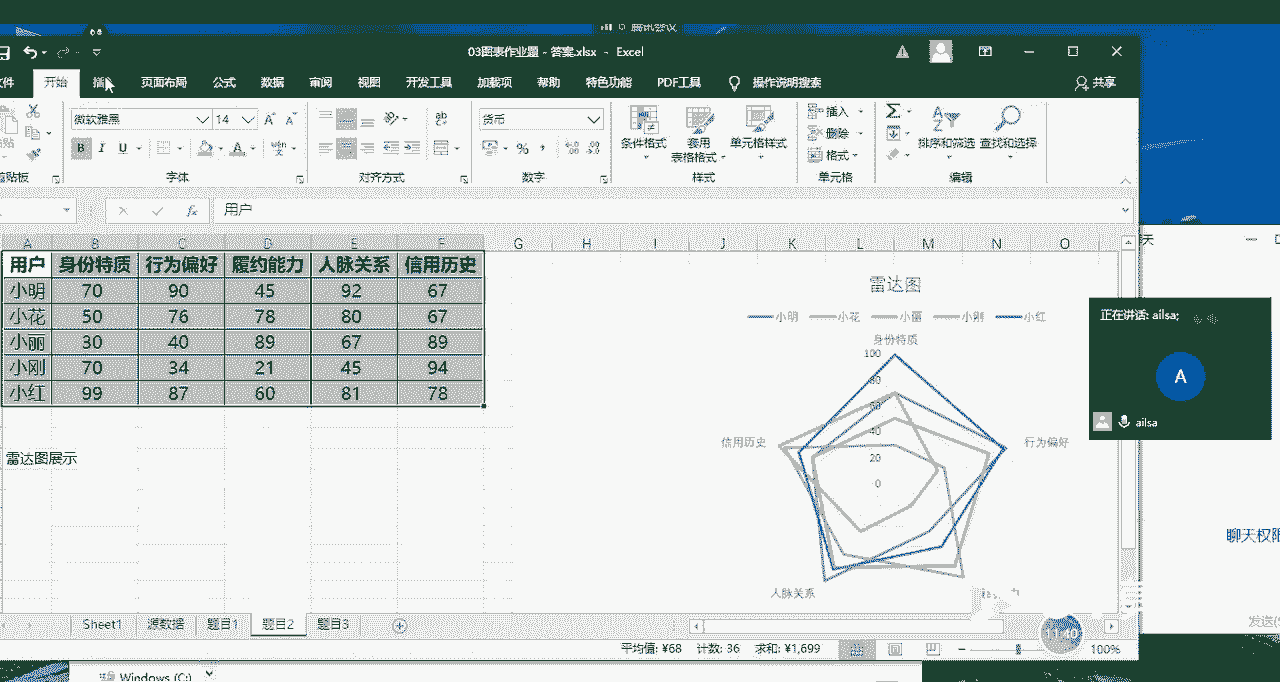 腾讯会议
03图表作业题 - 答案.xlsx - Excel
开始 页面布局 公式 数据 审阅 视图 开发工具 加载项 帮助 特色功能 PDF工具 操作说明搜索 共享
微软雅黑 14
货币
条件格式 套用 表格格式 单元格样式
插入
删除
格式
排序和筛选 查找和选择
字体 对齐方式 数字 样式 单元格 编辑
用户
A B C D E F G H I J K L M N O
用户 身份特质 行为偏好 履约能力 人脉关系 信用历史
小明 70 90 45 92 67
小花 50 76 78 80 67
小丽 30 40 89 67 89
小刚 70 34 21 45 94
小红 99 87 60 81 78
雷达图展示
雷达图
小明 小花 小丽 小刚 小红
身份特质
100
80
60
40
20
0
信用历史
行为偏好
人脉关系
正在讲话: ailsa;
A
ailsa
聊天权限
发送(S
Sheet1 源数据 题目1 题目2 题目3
平均值: ¥68 计数: 36 求和: ¥1,699
100%
11:40
Windows (C:)